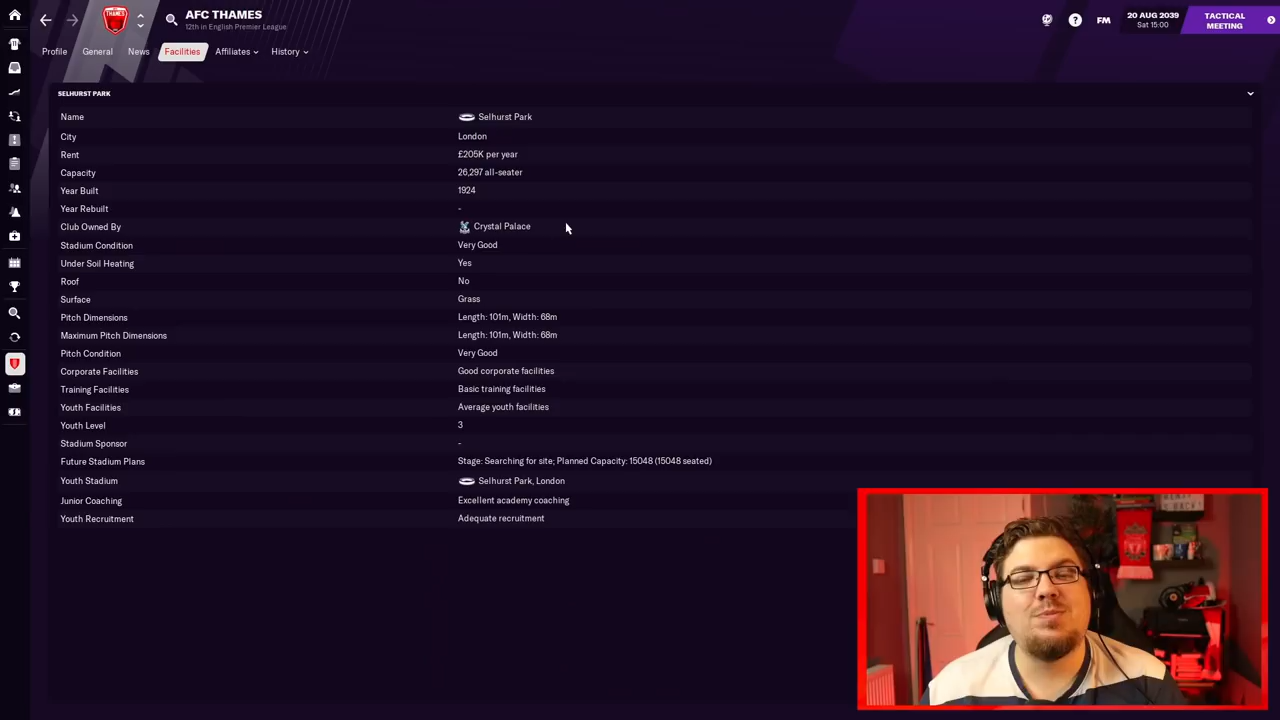 AFC THAMES
12th in English Premier League
FM
20 AUG 2039
Sat 15:00
TACTICAL
MEETING
Profile General News Facilities Affiliates History
SELHURST PARK
Name Selhurst Park
City London
Rent £205K per year
Capacity 26,297 all-seater
Year Built 1924
Year Rebuilt -
Club Owned By Crystal Palace
Stadium Condition Very Good
Under Soil Heating Yes
Roof No
Surface Grass
Pitch Dimensions Length: 101m, Width: 68m
Maximum Pitch Dimensions Length: 101m, Width: 68m
Pitch Condition Very Good
Corporate Facilities Good corporate facilities
Training Facilities Basic training facilities
Youth Facilities Average youth facilities
Youth Level 3
Stadium Sponsor -
Future Stadium Plans Stage: Searching for site; Planned Capacity: 15048 (15048 seated)
Youth Stadium Selhurst Park, London
Junior Coaching Excellent academy coaching
Youth Recruitment Adequate recruitment